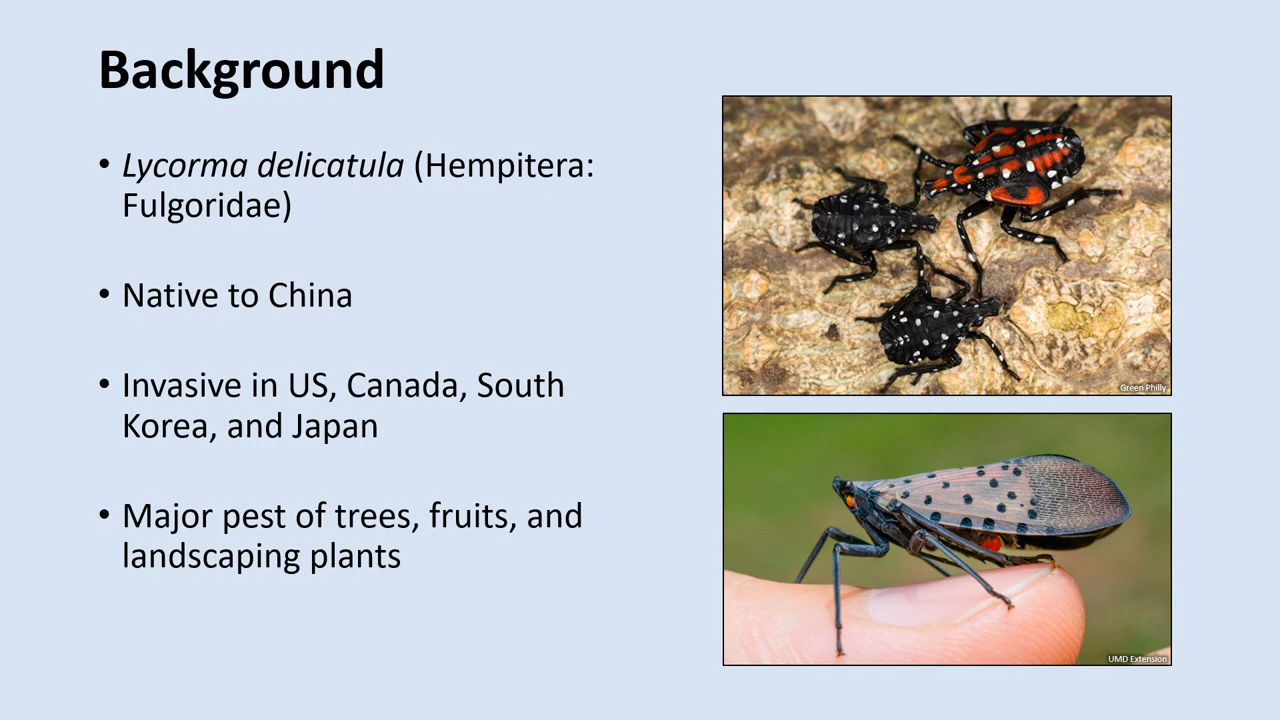 Background
• Lycorma delicatula (Hempitera:
Fulgoridae)
• Native to China
• Invasive in US, Canada, South
Korea, and Japan
• Major pest of trees, fruits, and
landscaping plants
Green Philly
UMD Extension